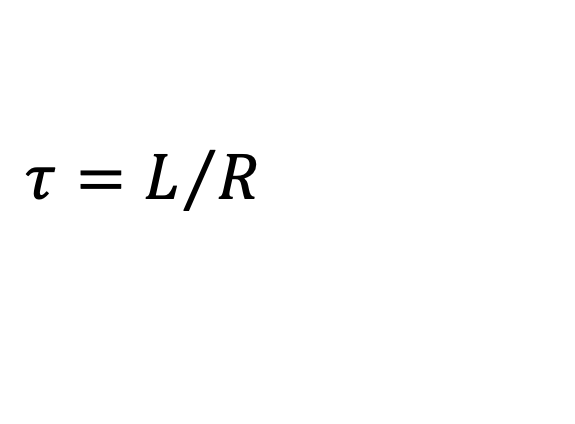 τ = L/R